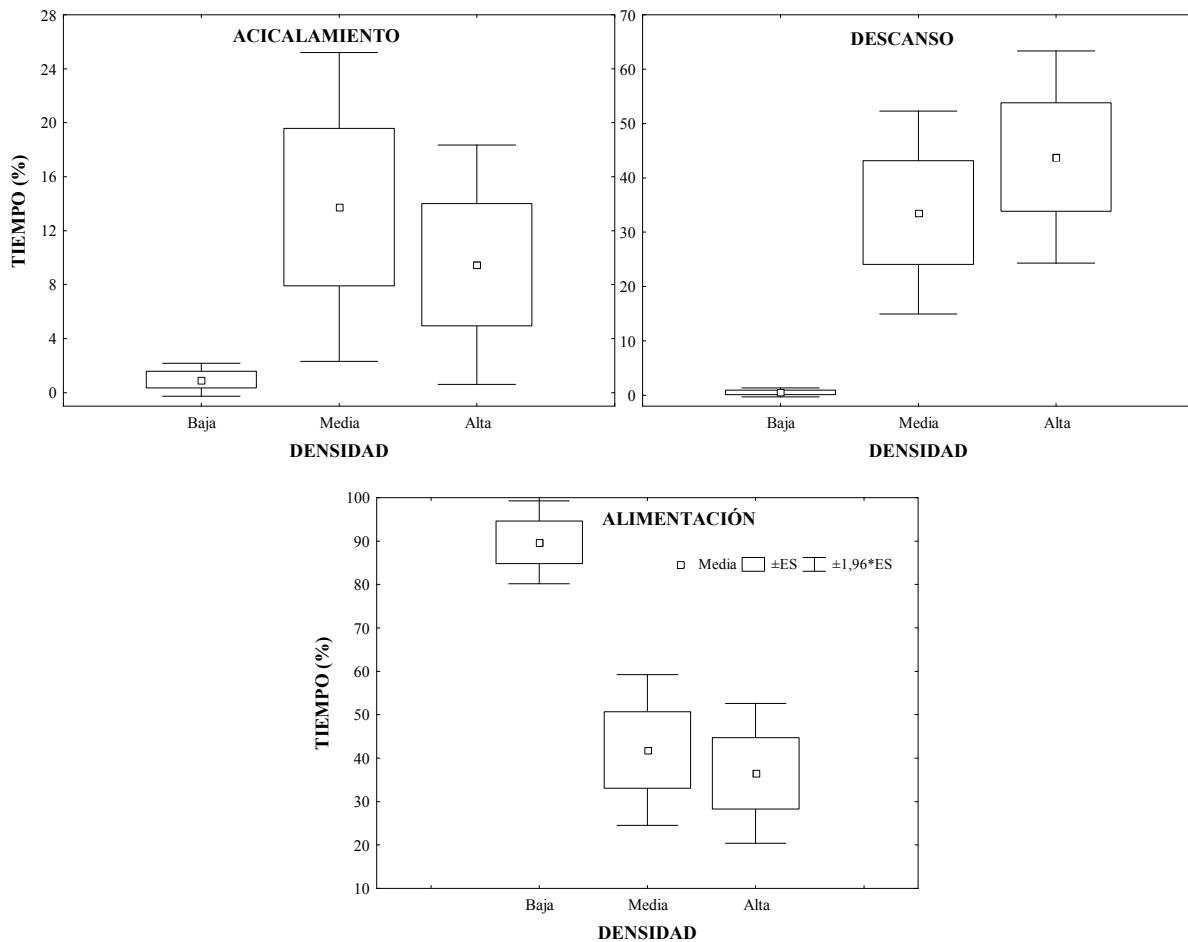 ACICALAMIENTO
28
24
20
16
12
8
4
0
TIEMPO (%)
Baja Media Alta
DENSIDAD
DESCANSO
70
60
50
40
30
20
10
0
Baja Media Alta
DENSIDAD
ALIMENTACIÓN
Media ±ES ±1,96*ES
100
90
80
70
60
50
40
30
20
10
TIEMPO (%)
Baja Media Alta
DENSIDAD